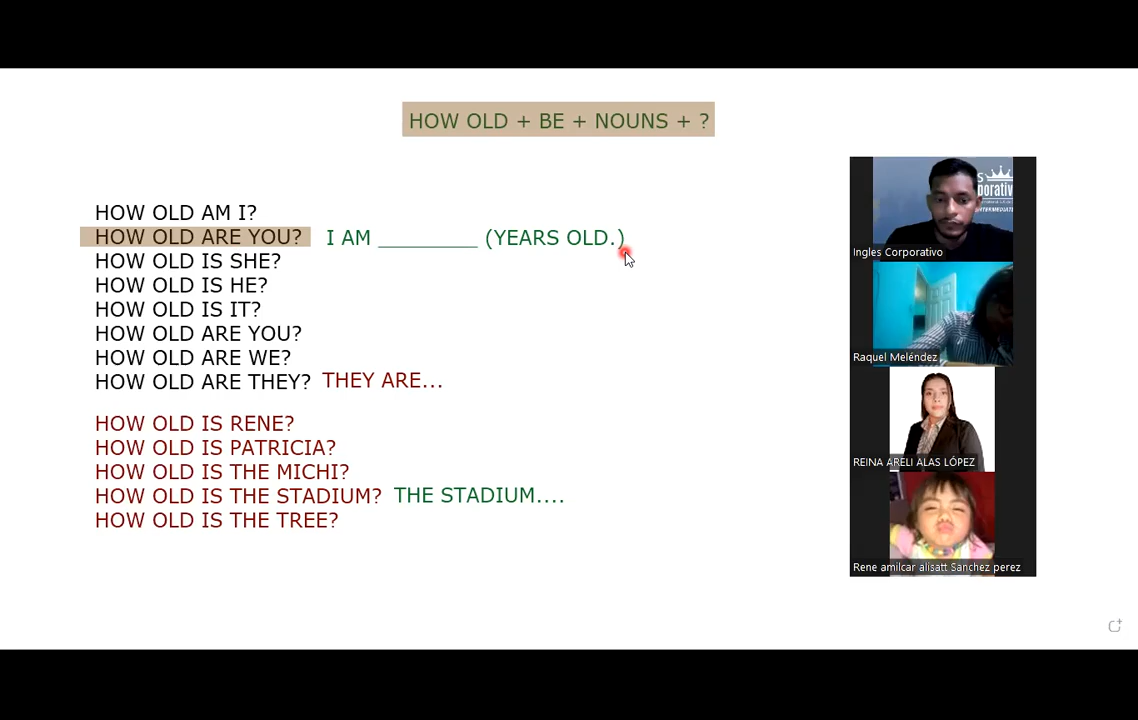 HOW OLD + BE + NOUNS + ?
HOW OLD AM I?
HOW OLD ARE YOU? I AM _________ (YEARS OLD.)
HOW OLD IS SHE?
HOW OLD IS HE?
HOW OLD IS IT?
HOW OLD ARE YOU?
HOW OLD ARE WE?
HOW OLD ARE THEY? THEY ARE...
HOW OLD IS RENE?
HOW OLD IS PATRICIA?
HOW OLD IS THE MICHI?
HOW OLD IS THE STADIUM? THE STADIUM....
HOW OLD IS THE TREE?
Ingles Corporativo
Raquel Meléndez
REINA ARELI ALAS LÓPEZ
Rene amilcar alisatt Sanchez perez